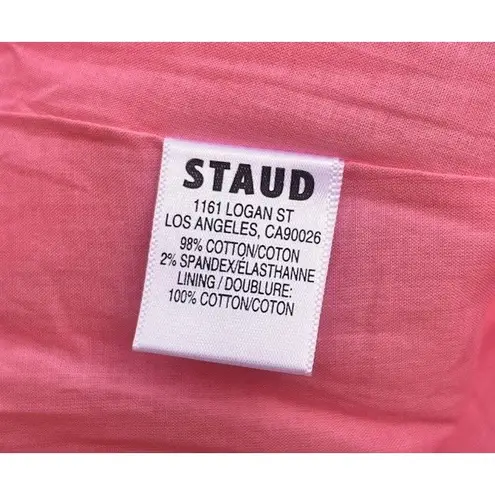 STAUD
1161 LOGAN ST
LOS ANGELES, CA90026
98% COTTON/COTON
2% SPANDEX/ÉLASTHANNE
LINING / DOUBLURE:
100% COTTON/COTON